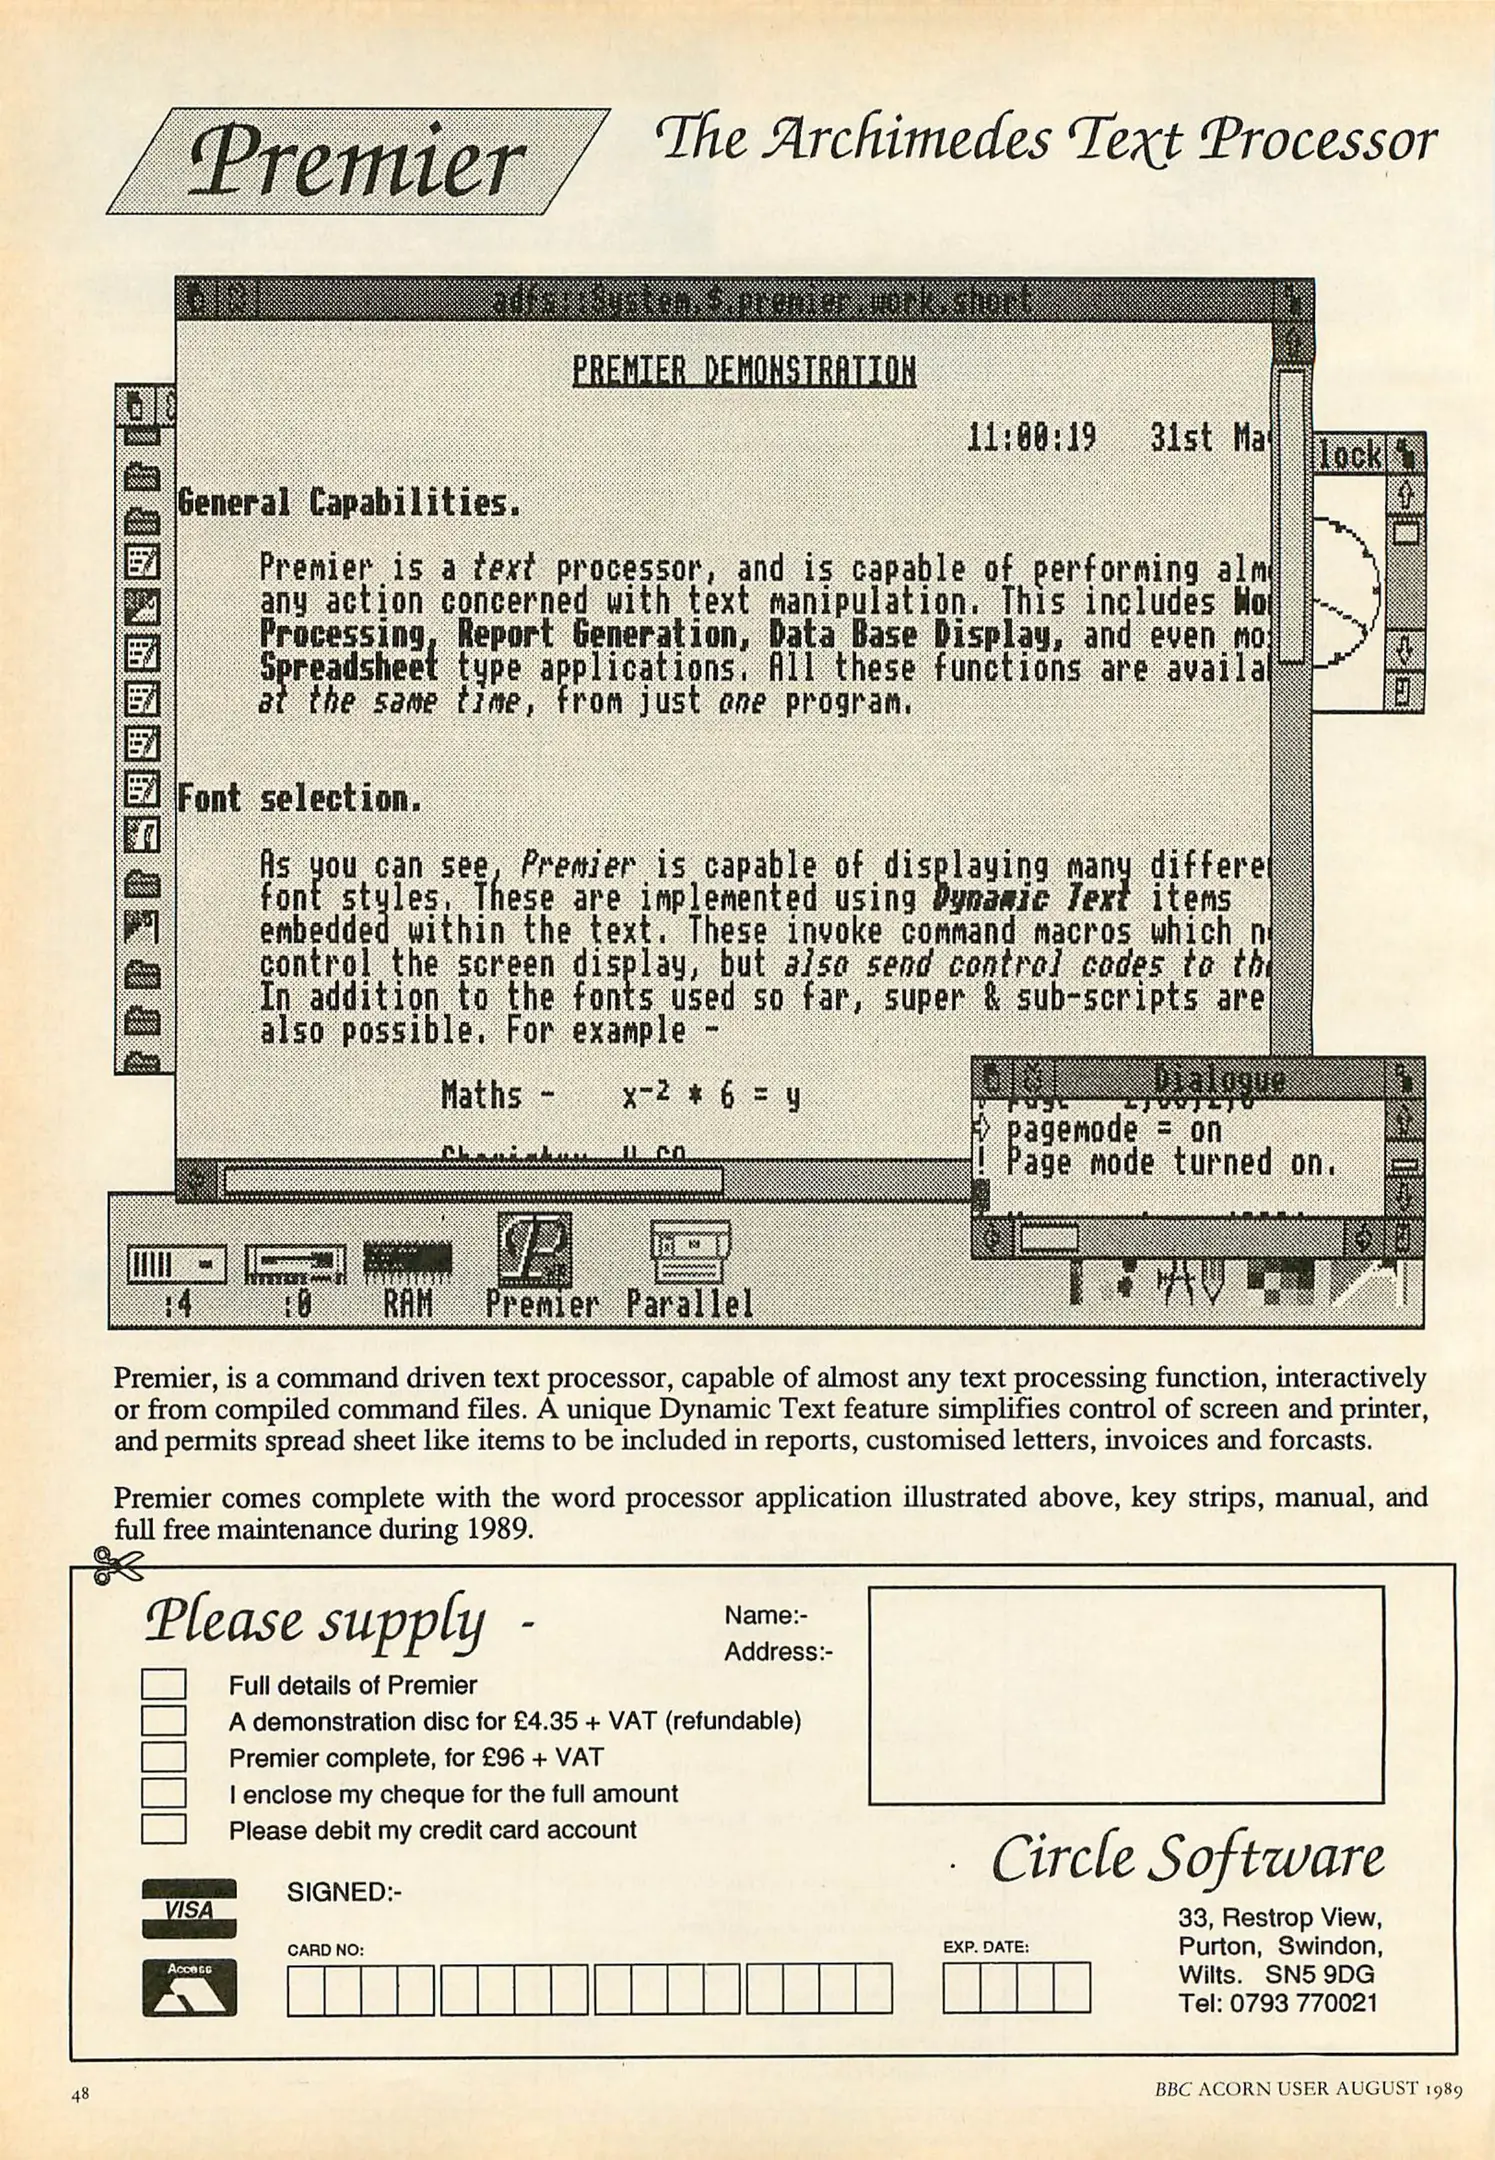 Premier
The Archimedes Text Processor
adfs::System.$.premier.work.short
PREMIER DEMONSTRATION
11:00:19 31st
lock
General Capabilities.
Premier is a text processor, and is capable of performing
any action concerned with text manipulation. This includes
Processing, Report Generation, Data Base Display, and even
Spreadsheet type applications. All these functions are
at the same time, from just one program.
Font selection.
As you can see, Premier is capable of displaying many
font styles. These are implemented using Dynamic Text items
embedded within the text. These invoke command macros which
control the screen display, but also send control codes to
In addition to the fonts used so far, super & sub-scripts are
also possible. For example -
Maths - x-2 * 6 = y
Dialogue
pagemode = on
! Page mode turned on.
:4 :0 RAM Premier Parallel
Premier, is a command driven text processor, capable of almost any text processing function, interactively
or from compiled command files. A unique Dynamic Text feature simplifies control of screen and printer,
and permits spread sheet like items to be included in reports, customised letters, invoices and forcasts.
Premier comes complete with the word processor application illustrated above, key strips, manual, and
full free maintenance during 1989.
Please supply -
Name:-
Address:-
Full details of Premier
A demonstration disc for £4.35 + VAT (refundable)
Premier complete, for £96 + VAT
I enclose my cheque for the full amount
Please debit my credit card account
VISA
Access
SIGNED:-
CARD NO:
EXP. DATE:
Circle Software
33, Restrop View,
Purton, Swindon,
Wilts. SN5 9DG
Tel: 0793 770021
48
BBC ACORN USER AUGUST 1989